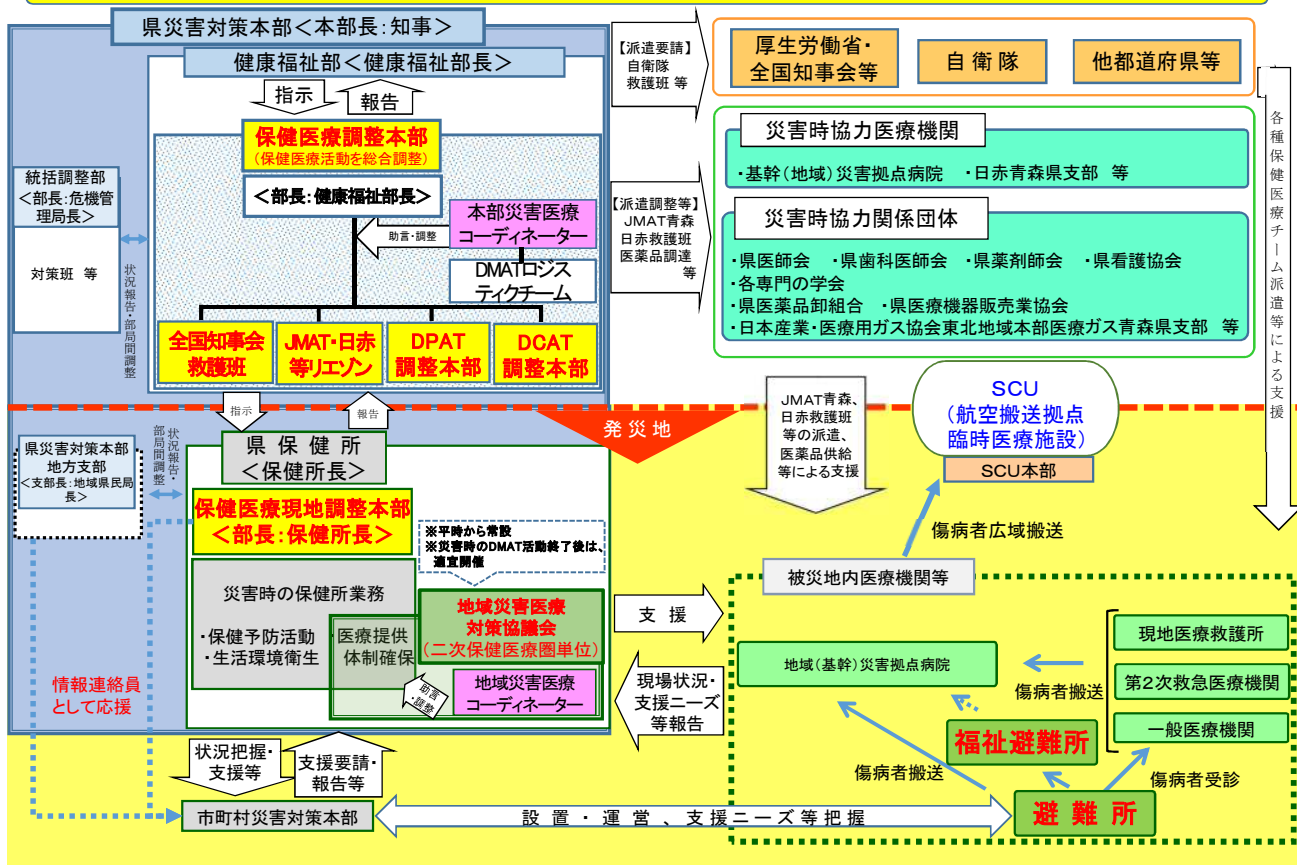 県災害対策本部<本部長:知事>
健康福祉部<健康福祉部長>
指示
報告
保健医療調整本部
(保健医療活動を総合調整)
<部長:健康福祉部長>
統括調整部
<部長:危機管
理局長>
対策班 等
状況報告・部局間調整
助言・調整
本部災害医療
コーディネーター
DMATロジス
ティクチーム
全国知事会
救護班
JMAT・日赤
等リエゾン
DPAT
調整本部
DCAT
調整本部
【派遣要請】
自衛隊
救護班 等
厚生労働省・
全国知事会等
自 衛 隊
他都道府県等
【派遣調整等】
JMAT青森
日赤救護班
医薬品調達
等
災害時協力医療機関
・基幹(地域)災害拠点病院 ・日赤青森県支部 等
災害時協力関係団体
・県医師会 ・県歯科医師会 ・県薬剤師会 ・県看護協会
・各専門の学会
・県医薬品卸組合 ・県医療機器販売業協会
・日本産業・医療用ガス協会東北地域本部医療ガス青森県支部 等
各種保健医療チーム派遣等による支援
指示
報告
発災地
JMAT青森、
日赤救護班
等の派遣、
医薬品供給
等による支援
SCU
(航空搬送拠点
臨時医療施設)
SCU本部
県災害対策本部
地方支部
<支部長:地域県民局
長>
状況報告・
部局間調整
県 保 健 所
<保健所長>
保健医療現地調整本部
<部長:保健所長>
※平時から常設
※災害時のDMAT活動終了後は、
適宜開催
災害時の保健所業務
・保健予防活動
・生活環境衛生
医療提供
体制確保
地域災害医療
対策協議会
(二次保健医療圏単位)
助言
・調整
地域災害医療
コーディネーター
情報連絡員
として応援
支 援
現場状況・
支援ニーズ
等報告
傷病者広域搬送
被災地内医療機関等
地域(基幹)災害拠点病院
傷病者搬送
現地医療救護所
第2次救急医療機関
一般医療機関
福祉避難所
傷病者搬送
傷病者受診
避 難 所
状況把握・
支援等
支援要請・
報告等
市町村災害対策本部
設置・運営、支援ニーズ等把握